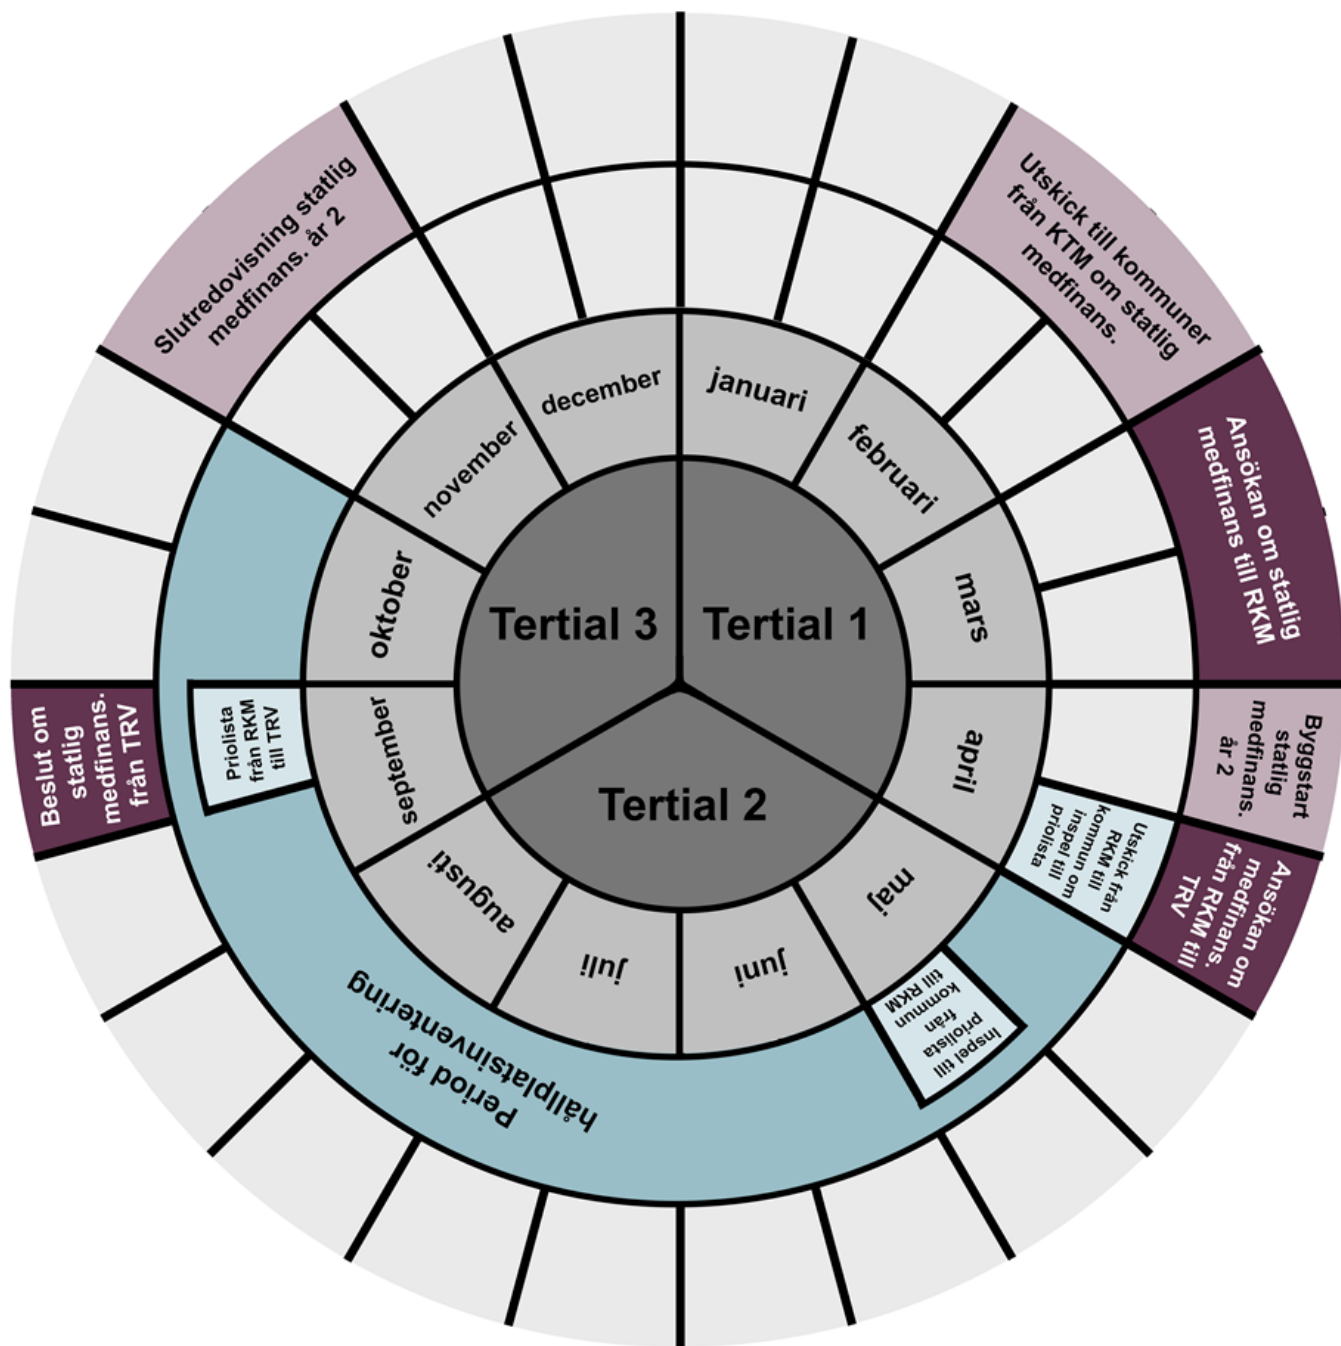 Tertial 1
Tertial 2
Tertial 3
januari
februari
mars
april
maj
juni
juli
augusti
september
oktober
november
december
Utskick till kommuner
från KTM om statlig
medfinans.
Ansökan om statlig
medfinans till RKM
Byggstart
statlig
medfinans.
år 2
Ansökan om
medfinans.
från RKM till
TRV
Utskick från
RKM till
kommun om
inspel till
priolista
Inspel till
priolista
från
kommun
till RKM
Period för
hållplatsinventering
Priolista
från RKM
till TRV
Beslut om
statlig
medfinans.
från TRV
Slutredovisning statlig
medfinans. år 2